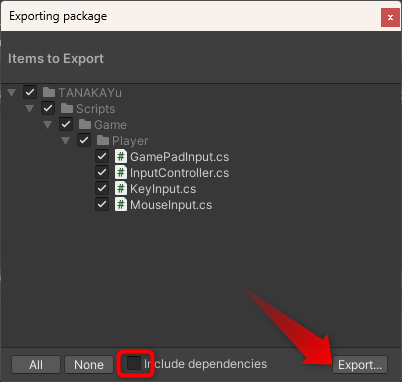 Exporting package
x
Items to Export
TANAKAYu
Scripts
Game
Player
# GamePadInput.cs
# InputController.cs
# KeyInput.cs
# MouseInput.cs
All
None
Include dependencies
Export...